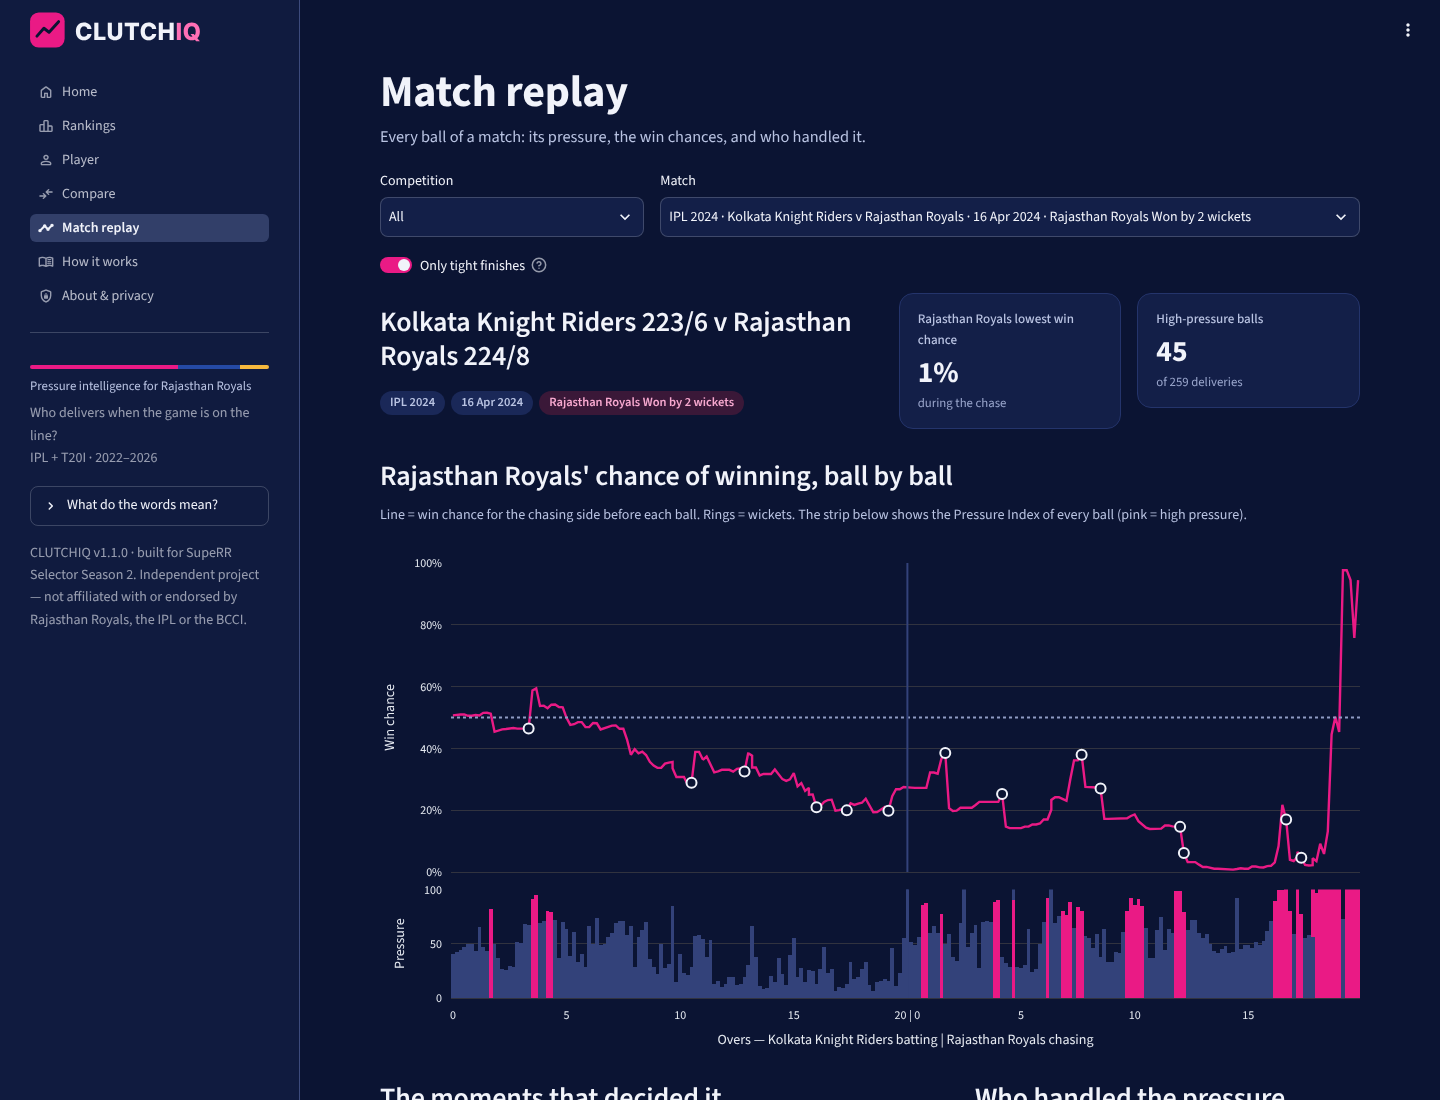 CLUTCHIQ
Home
Rankings
Player
Compare
Match replay
How it works
About & privacy
Pressure intelligence for Rajasthan Royals
Who delivers when the game is on the
line?
IPL + T20I · 2022–2026
What do the words mean?
CLUTCHIQ v1.1.0 · built for SupeRR
Selector Season 2. Independent project
— not affiliated with or endorsed by
Rajasthan Royals, the IPL or the BCCI.
Match replay
Every ball of a match: its pressure, the win chances, and who handled it.
Competition
All
Match
IPL 2024 · Kolkata Knight Riders v Rajasthan Royals · 16 Apr 2024 · Rajasthan Royals Won by 2 wickets
Only tight finishes
Kolkata Knight Riders 223/6 v Rajasthan
Royals 224/8
IPL 2024
16 Apr 2024
Rajasthan Royals Won by 2 wickets
Rajasthan Royals lowest win
chance
1%
during the chase
High-pressure balls
45
of 259 deliveries
Rajasthan Royals' chance of winning, ball by ball
Line = win chance for the chasing side before each ball. Rings = wickets. The strip below shows the Pressure Index of every ball (pink = high pressure).
100%
80%
60%
40%
20%
0%
Win chance
100
50
0
Pressure
0 5 10 15 20 | 0 5 10 15
Overs — Kolkata Knight Riders batting | Rajasthan Royals chasing
The moments that decided it
Who handled the pressure